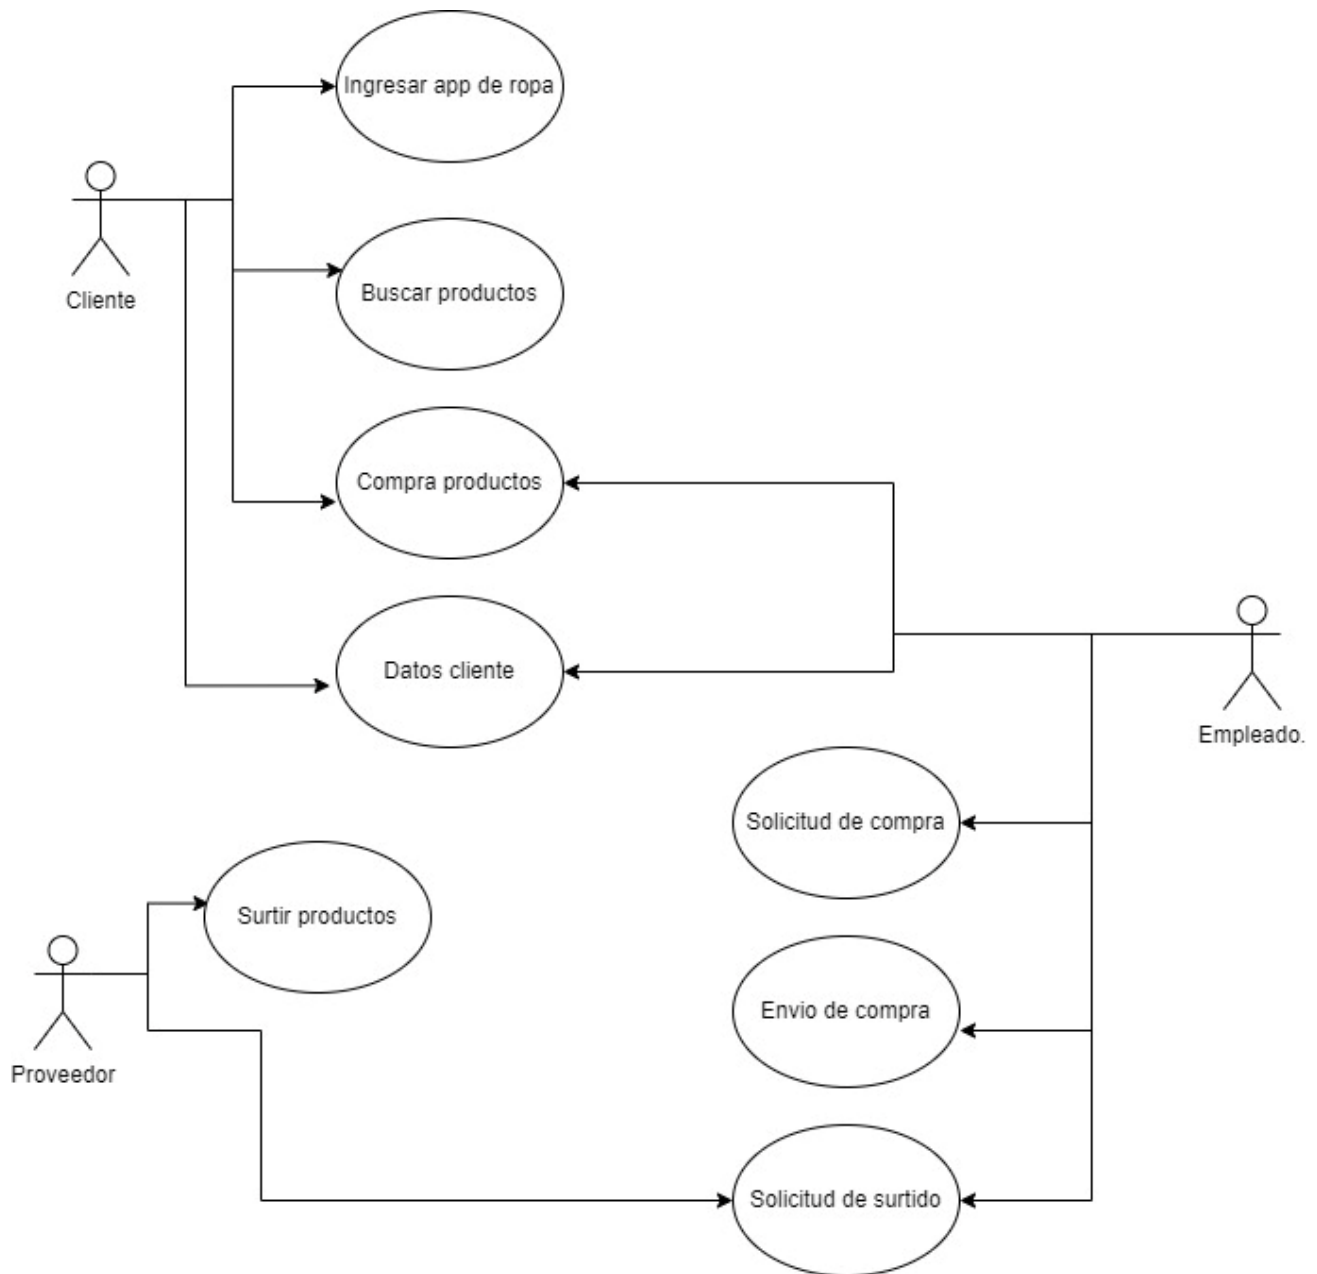 Ingresar app de ropa
Cliente
Buscar productos
Compra productos
Datos cliente
Empleado.
Solicitud de compra
Surtir productos
Envio de compra
Proveedor
Solicitud de surtido